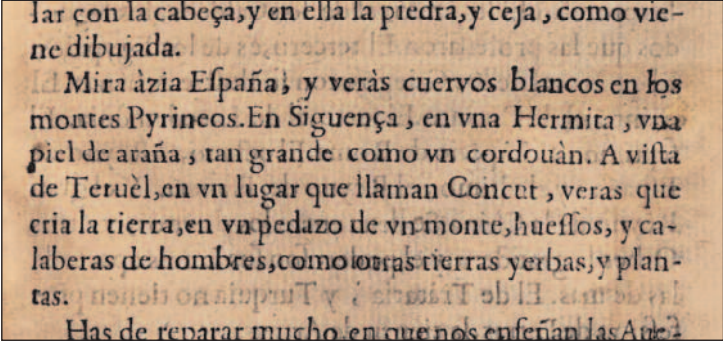 lar con la cabeça,y en ella la piedra,y ceja , como vie-
ne dibujada.
Mira àzia Eſpaña, y veràs cuervos blancos en los
montes Pyrineos.En Siguença , en vna Hermita , vna
piel de araña , tan grande como vn cordouàn. A viſta
de Teruèl,en vn lugar que llaman Concut , veras que
cria la tierra,en vn pedazo de vn monte,hueſſos, y ca-
laberas de hombres,como otras tierras yerbas,y plan-
tas.
Has de reparar mucho,en que nos enſeñan las